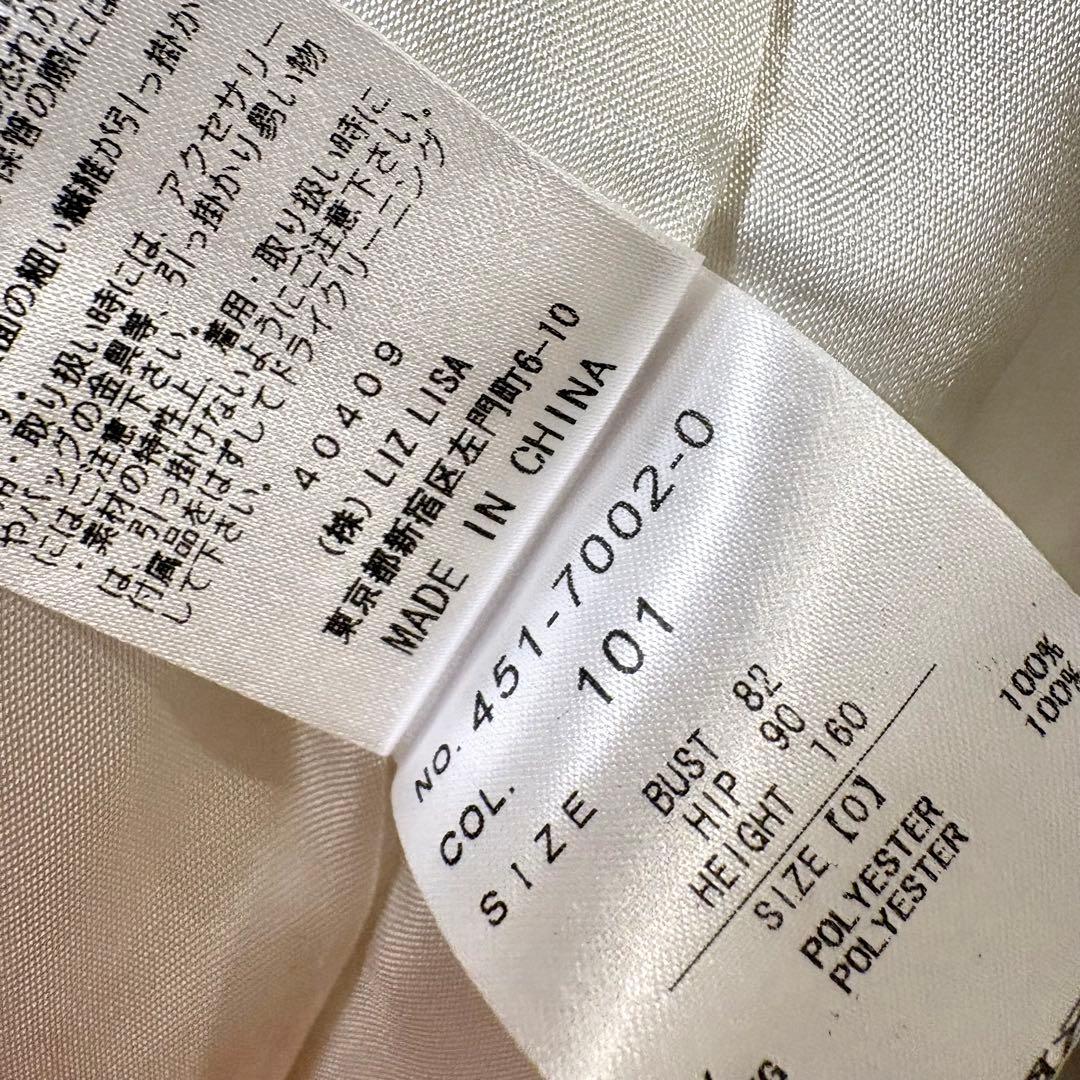 保管の際には
表面の細い繊維が引っ掛か
・取り扱い時には、アクセサリー
やバッグの金具等、引っ掛かり易い物
にはご注意下さい。
・素材の特性上、着用・取り扱い時に
は、引っ掛けないようにご注意下さい。
付属品をはずしてドライクリーニング
して下さい。
40409
(株) LIZ LISA
東京都新宿区左門町6-10
MADE IN CHINA
NO. 451-7002-0
COL. 101
SIZE
BUST 82
HIP 90
HEIGHT 160
SIZE【0】
POLYESTER 100%
POLYESTER 100%